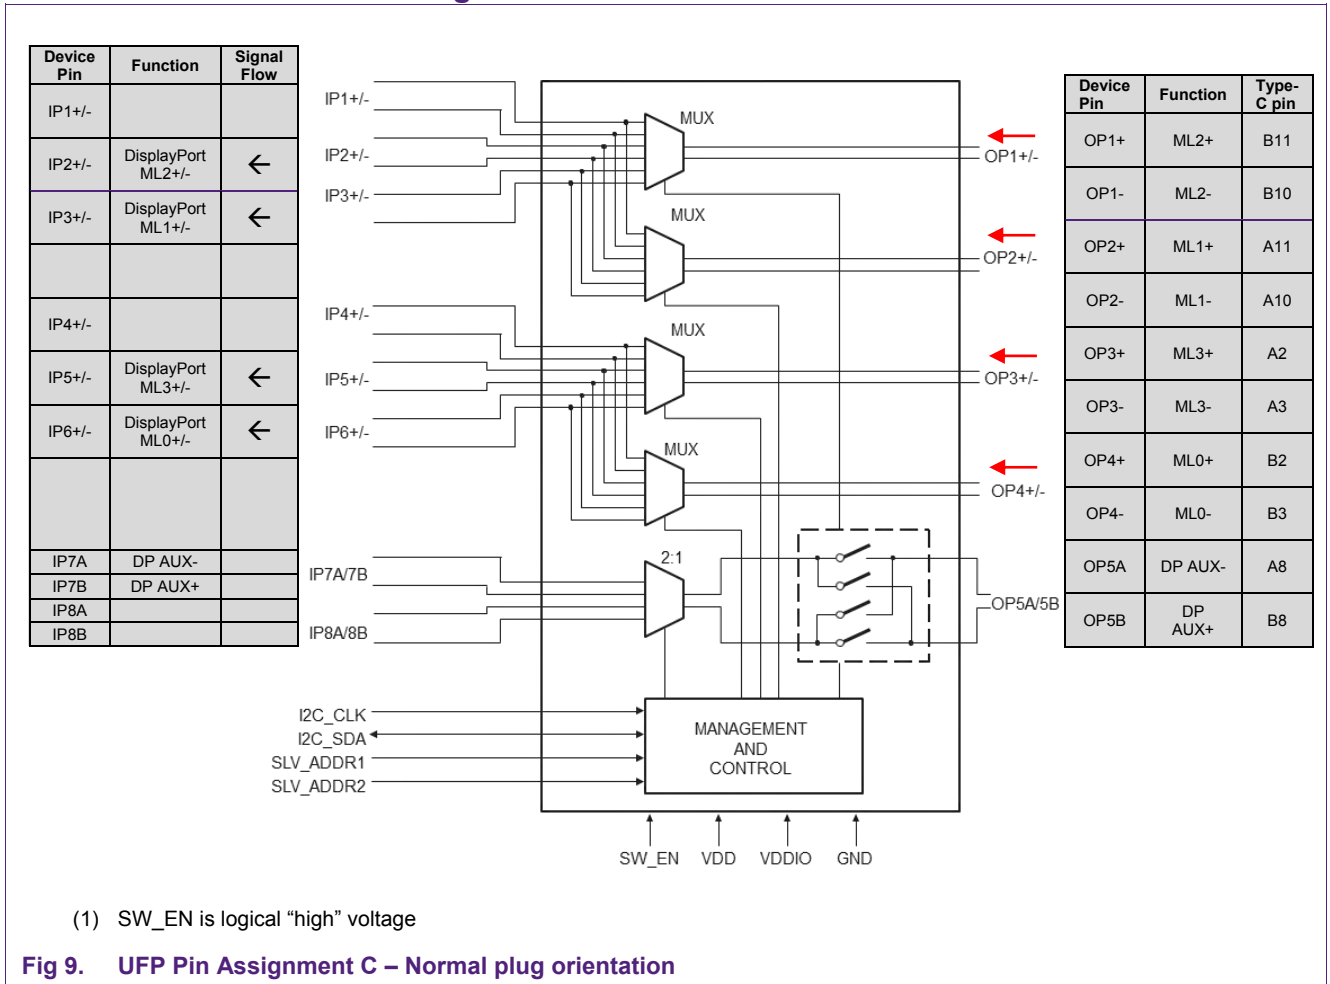 Device Pin Function Signal Flow
IP1+/-
IP2+/- DisplayPort ML2+/- ←
IP3+/- DisplayPort ML1+/- ←
IP4+/-
IP5+/- DisplayPort ML3+/- ←
IP6+/- DisplayPort ML0+/- ←
IP7A DP AUX-
IP7B DP AUX+
IP8A
IP8B
IP1+/-
IP2+/-
IP3+/-
IP4+/-
IP5+/-
IP6+/-
IP7A/7B
IP8A/8B
I2C_CLK
I2C_SDA
SLV_ADDR1
SLV_ADDR2
MUX
MUX
MUX
MUX
2:1
MANAGEMENT
AND
CONTROL
OP1+/-
OP2+/-
OP3+/-
OP4+/-
OP5A/5B
SW_EN VDD VDDIO GND
Device Pin Function Type-C pin
OP1+ ML2+ B11
OP1- ML2- B10
OP2+ ML1+ A11
OP2- ML1- A10
OP3+ ML3+ A2
OP3- ML3- A3
OP4+ ML0+ B2
OP4- ML0- B3
OP5A DP AUX- A8
OP5B DP AUX+ B8
(1) SW_EN is logical “high” voltage
Fig 9. UFP Pin Assignment C – Normal plug orientation